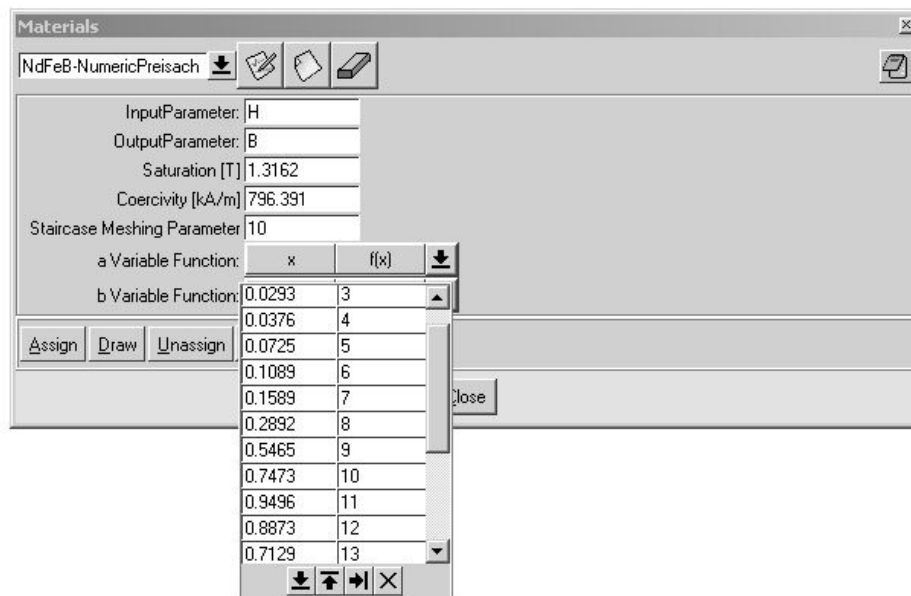 Materials
NdFeB-NumericPreisach
InputParameter: H
OutputParameter: B
Saturation [T] 1.3162
Coercivity [kA/m] 796.391
Staircase Meshing Parameter 10
a Variable Function: x f(x)
b Variable Function:
0.0293 3
0.0376 4
0.0725 5
0.1089 6
0.1589 7
0.2892 8
0.5465 9
0.7473 10
0.9496 11
0.8873 12
0.7129 13
Assign Draw Unassign
Close